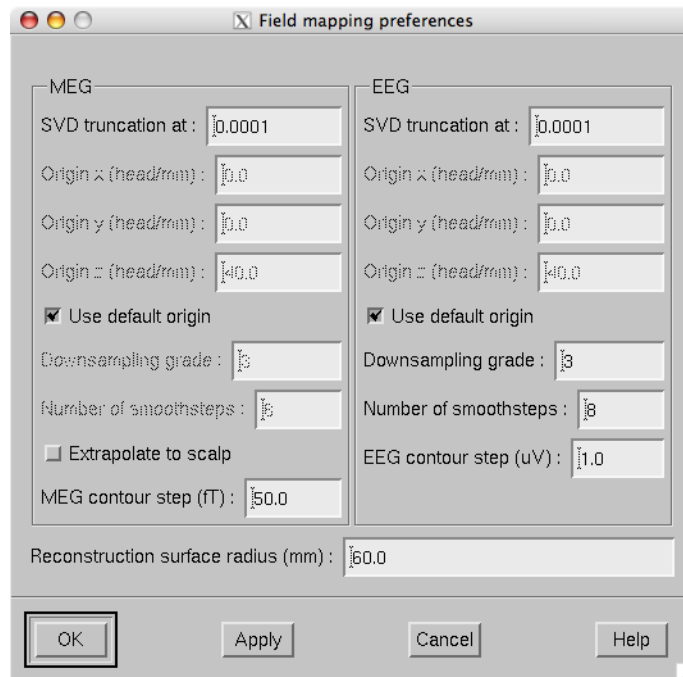 Field mapping preferences
MEG
SVD truncation at : 0.0001
Origin x (head/mm) : 0.0
Origin y (head/mm) : 0.0
Origin z (head/mm) : 40.0
Use default origin
Downsampling grade : 3
Number of smoothsteps : 8
Extrapolate to scalp
MEG contour step (fT) : 50.0
EEG
SVD truncation at : 0.0001
Origin x (head/mm) : 0.0
Origin y (head/mm) : 0.0
Origin z (head/mm) : 40.0
Use default origin
Downsampling grade : 3
Number of smoothsteps : 8
EEG contour step (uV) : 1.0
Reconstruction surface radius (mm) : 60.0
OK Apply Cancel Help